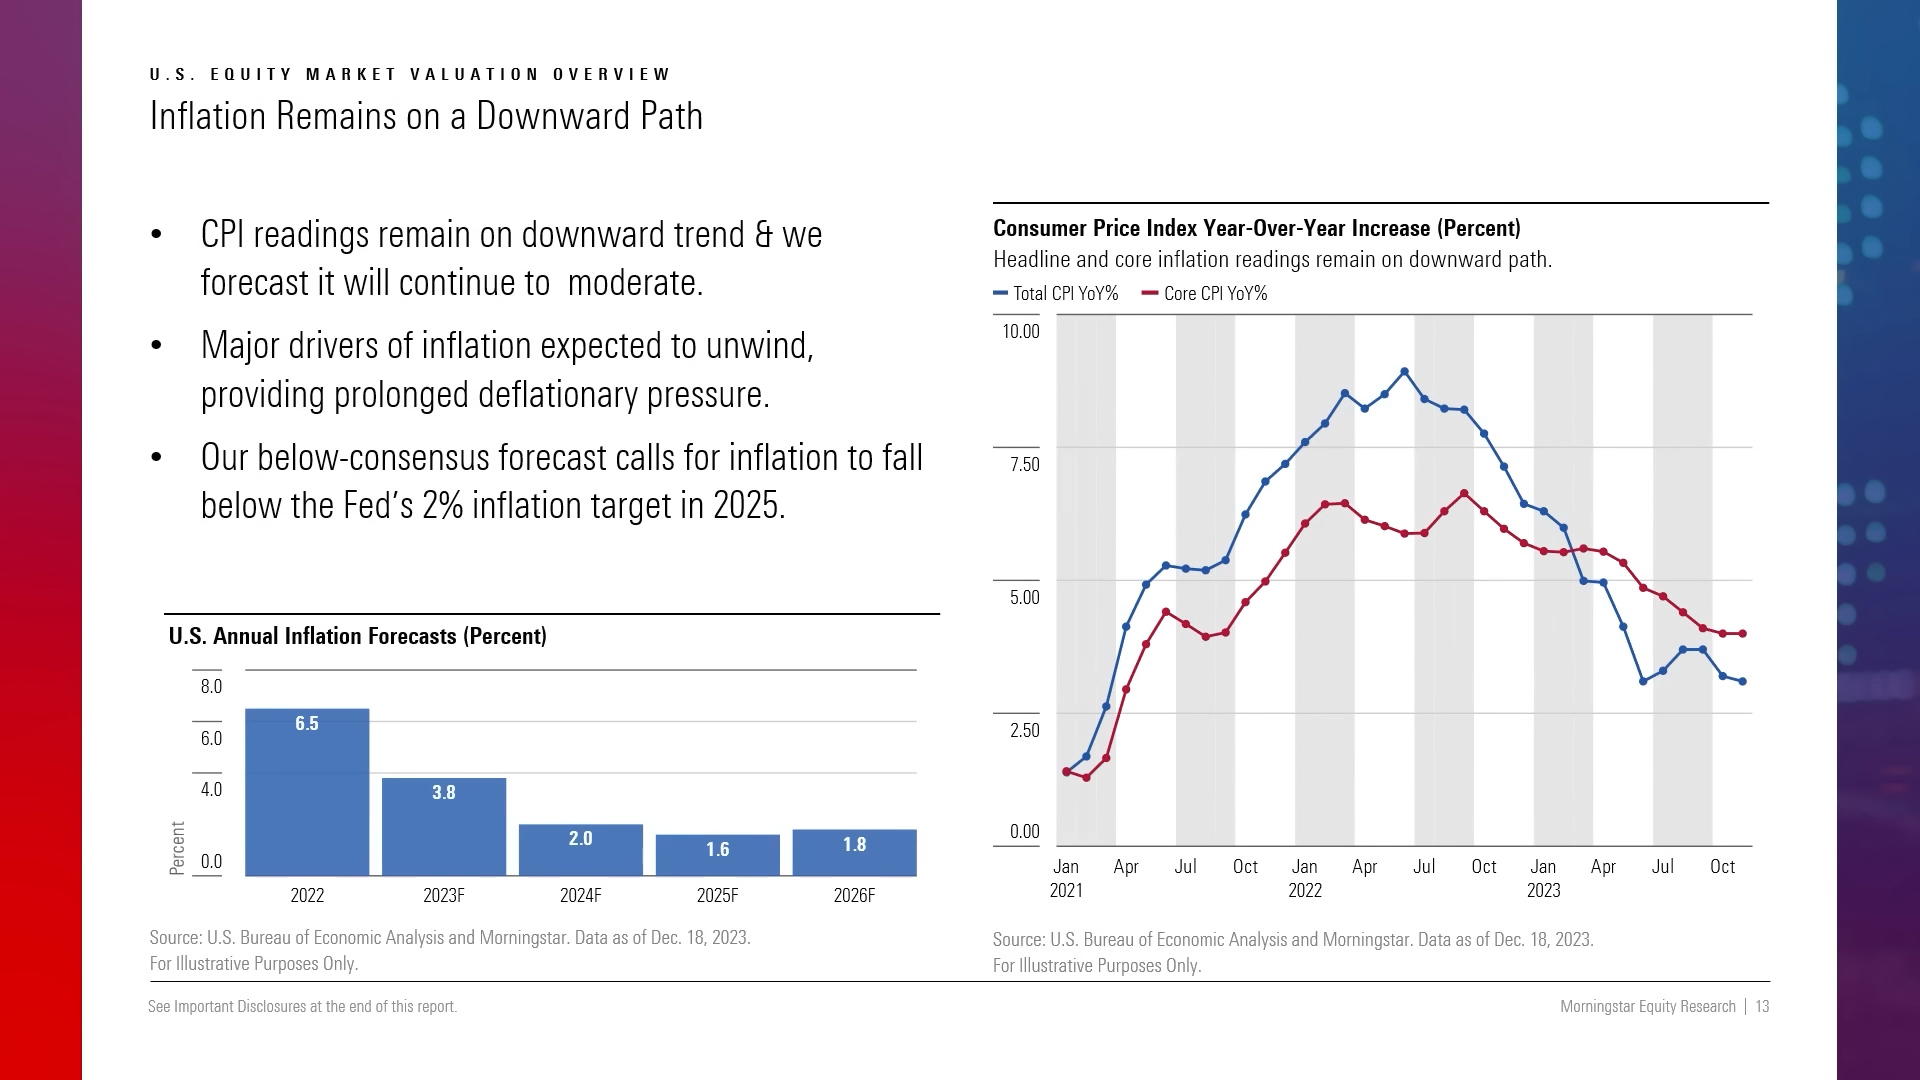 U.S. EQUITY MARKET VALUATION OVERVIEW
Inflation Remains on a Downward Path
• CPI readings remain on downward trend & we
forecast it will continue to  moderate.
• Major drivers of inflation expected to unwind,
providing prolonged deflationary pressure.
• Our below-consensus forecast calls for inflation to fall
below the Fed’s 2% inflation target in 2025.
U.S. Annual Inflation Forecasts (Percent)
8.0
6.0
4.0
0.0
Percent
6.5
3.8
2.0
1.6
1.8
2022 2023F 2024F 2025F 2026F
Source: U.S. Bureau of Economic Analysis and Morningstar. Data as of Dec. 18, 2023.
For Illustrative Purposes Only.
Consumer Price Index Year-Over-Year Increase (Percent)
Headline and core inflation readings remain on downward path.
Total CPI YoY% Core CPI YoY%
10.00
7.50
5.00
2.50
0.00
Jan Apr Jul Oct Jan Apr Jul Oct Jan Apr Jul Oct
2021 2022 2023
Source: U.S. Bureau of Economic Analysis and Morningstar. Data as of Dec. 18, 2023.
For Illustrative Purposes Only.
See Important Disclosures at the end of this report.
Morningstar Equity Research | 13